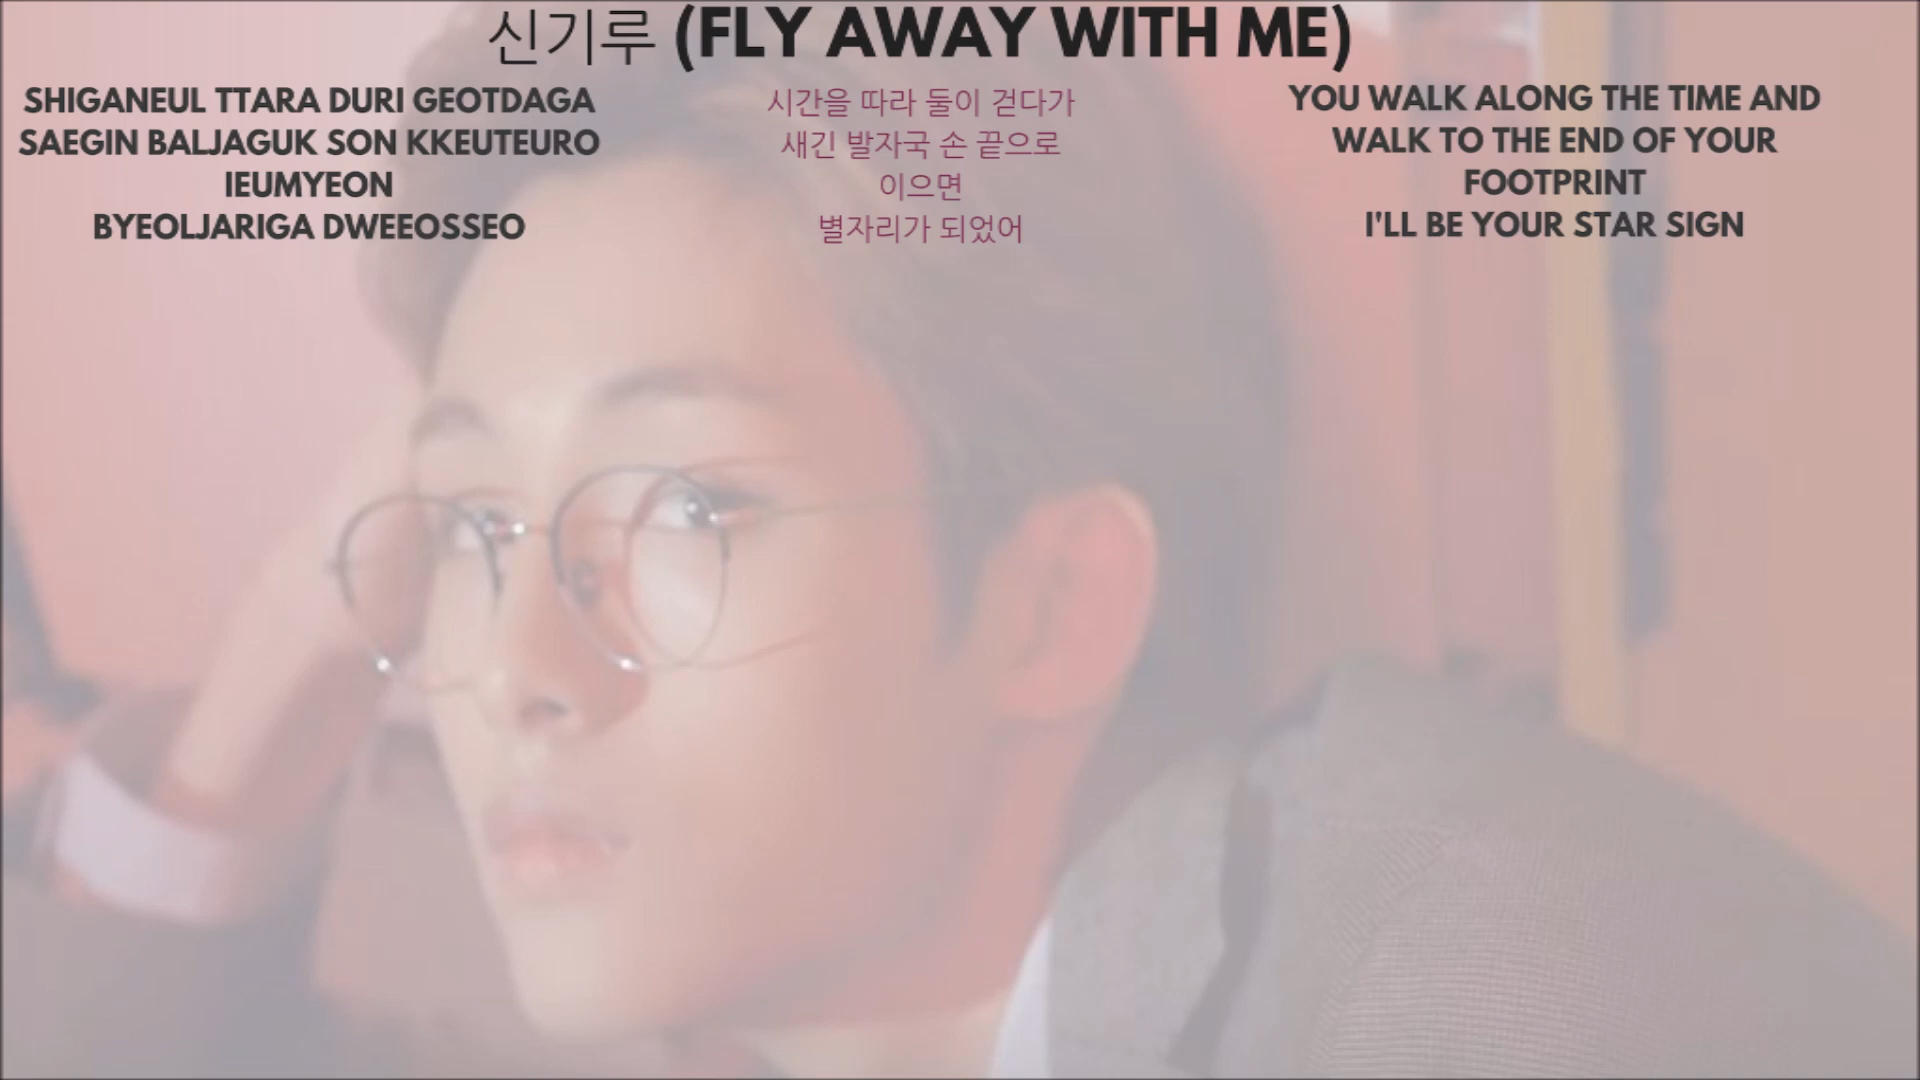 신기루 (FLY AWAY WITH ME)
SHIGANEUL TTARA DURI GEOTDAGA
SAEGIN BALJAGUK SON KKEUTEURO
IEUMYEON
BYEOLJARIGA DWEEOSSEO
시간을 따라 둘이 걷다가
새긴 발자국 손 끝으로
이으면
별자리가 되었어
YOU WALK ALONG THE TIME AND
WALK TO THE END OF YOUR
FOOTPRINT
I'LL BE YOUR STAR SIGN